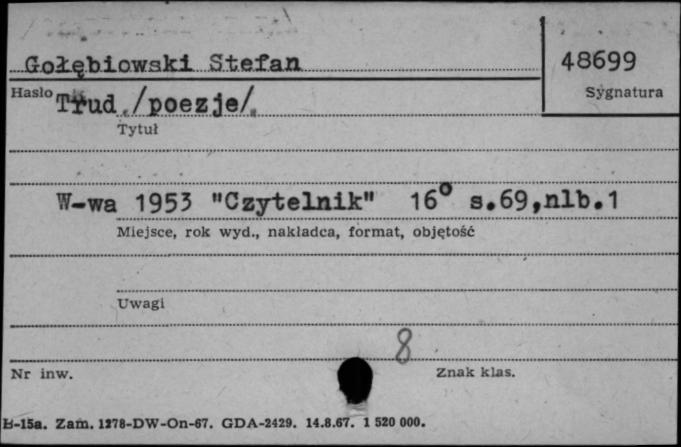 Gołębiowski Stefan
48699
Hasło
Sygnatura
Trud /poezje/
Tytuł
W-wa 1953 "Czytelnik" 16° s.69,nlb.1
Miejsce, rok wyd., nakładca, format, objętość
Uwagi
8
Nr inw.
Znak klas.
B-15a. Zam. 1278-DW-On-67. GDA-2429. 14.8.67. 1 520 000.